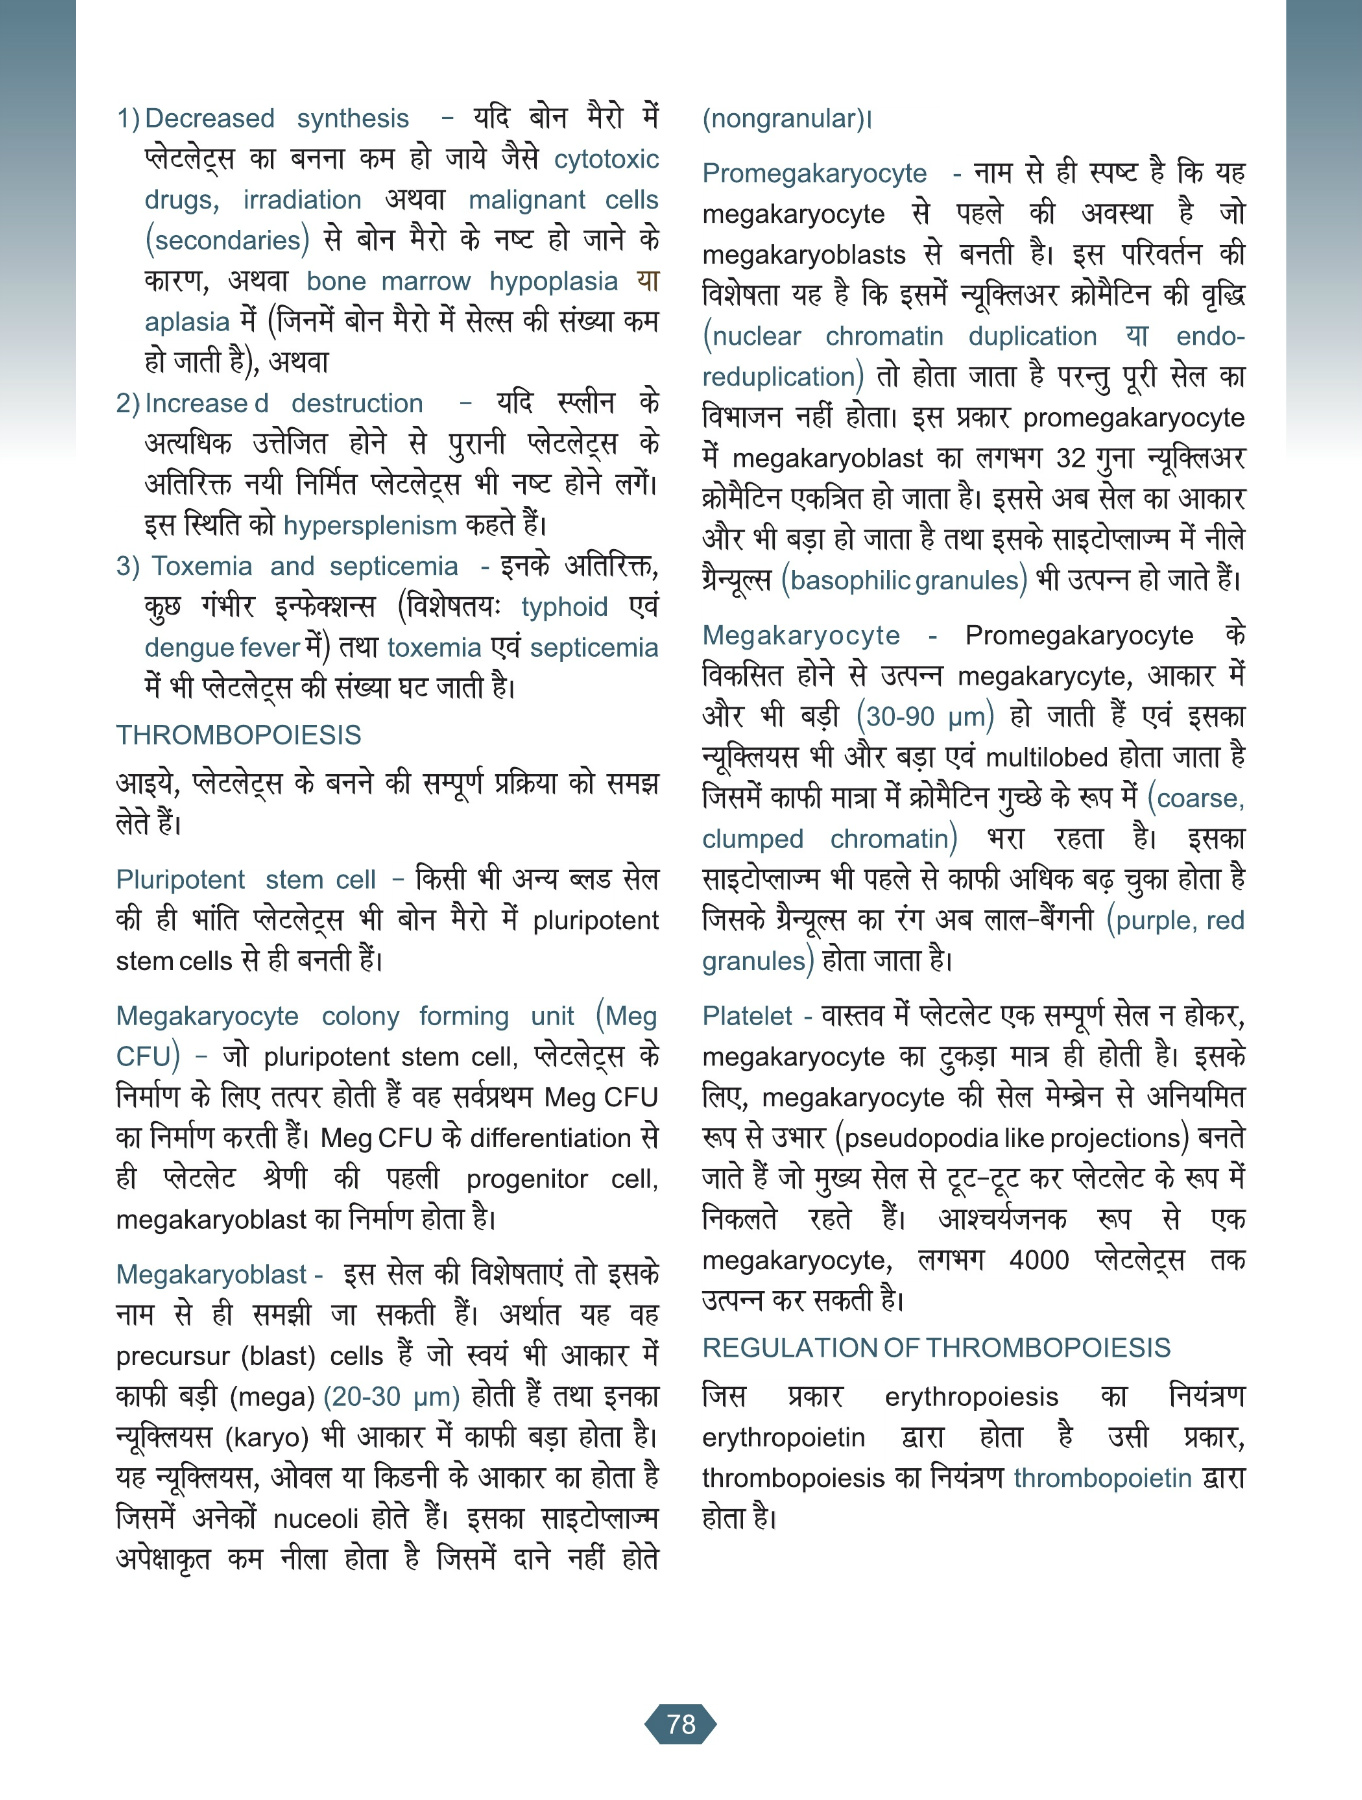 1) Decreased synthesis – यदि बोन मैरो में
प्लेटलेट्स का बनना कम हो जाये जैसे cytotoxic
drugs, irradiation अथवा malignant cells
(secondaries) से बोन मैरो के नष्ट हो जाने के
कारण, अथवा bone marrow hypoplasia या
aplasia में (जिनमें बोन मैरो में सेल्स की संख्या कम
हो जाती है), अथवा
2) Increase d destruction – यदि स्प्लीन के
अत्यधिक उत्तेजित होने से पुरानी प्लेटलेट्स के
अतिरिक्त नयी निर्मित प्लेटलेट्स भी नष्ट होने लगें।
इस स्थिति को hypersplenism कहते हैं।
3) Toxemia and septicemia - इनके अतिरिक्त,
कुछ गंभीर इन्फेक्शन्स (विशेषतयः typhoid एवं
dengue fever में) तथा toxemia एवं septicemia
में भी प्लेटलेट्स की संख्या घट जाती है।
THROMBOPOIESIS
आइये, प्लेटलेट्स के बनने की सम्पूर्ण प्रक्रिया को समझ
लेते हैं।
Pluripotent stem cell – किसी भी अन्य ब्लड सेल
की ही भांति प्लेटलेट्स भी बोन मैरो में pluripotent
stem cells से ही बनती हैं।
Megakaryocyte colony forming unit (Meg
CFU) – जो pluripotent stem cell, प्लेटलेट्स के
निर्माण के लिए तत्पर होती हैं वह सर्वप्रथम Meg CFU
का निर्माण करती हैं। Meg CFU के differentiation से
ही प्लेटलेट श्रेणी की पहली progenitor cell,
megakaryoblast का निर्माण होता है।
Megakaryoblast - इस सेल की विशेषताएं तो इसके
नाम से ही समझी जा सकती हैं। अर्थात यह वह
precursur (blast) cells हैं जो स्वयं भी आकार में
काफी बड़ी (mega) (20-30 µm) होती हैं तथा इनका
न्यूक्लियस (karyo) भी आकार में काफी बड़ा होता है।
यह न्यूक्लियस, ओवल या किडनी के आकार का होता है
जिसमें अनेकों nuceoli होते हैं। इसका साइटोप्लाज्म
अपेक्षाकृत कम नीला होता है जिसमें दाने नहीं होते
(nongranular)।
Promegakaryocyte - नाम से ही स्पष्ट है कि यह
megakaryocyte से पहले की अवस्था है जो
megakaryoblasts से बनती है। इस परिवर्तन की
विशेषता यह है कि इसमें न्यूक्लिअर क्रोमैटिन की वृद्धि
(nuclear chromatin duplication या endo-
reduplication) तो होता जाता है परन्तु पूरी सेल का
विभाजन नहीं होता। इस प्रकार promegakaryocyte
में megakaryoblast का लगभग 32 गुना न्यूक्लिअर
क्रोमैटिन एकत्रित हो जाता है। इससे अब सेल का आकार
और भी बड़ा हो जाता है तथा इसके साइटोप्लाज्म में नीले
ग्रैन्यूल्स (basophilic granules) भी उत्पन्न हो जाते हैं।
Megakaryocyte - Promegakaryocyte के
विकसित होने से उत्पन्न megakarycyte, आकार में
और भी बड़ी (30-90 µm) हो जाती हैं एवं इसका
न्यूक्लियस भी और बड़ा एवं multilobed होता जाता है
जिसमें काफी मात्रा में क्रोमैटिन गुच्छे के रूप में (coarse,
clumped chromatin) भरा रहता है। इसका
साइटोप्लाज्म भी पहले से काफी अधिक बढ़ चुका होता है
जिसके ग्रैन्यूल्स का रंग अब लाल-बैंगनी (purple, red
granules) होता जाता है।
Platelet - वास्तव में प्लेटलेट एक सम्पूर्ण सेल न होकर,
megakaryocyte का टुकड़ा मात्र ही होती है। इसके
लिए, megakaryocyte की सेल मेम्ब्रेन से अनियमित
रूप से उभार (pseudopodia like projections) बनते
जाते हैं जो मुख्य सेल से टूट-टूट कर प्लेटलेट के रूप में
निकलते रहते हैं। आश्चर्यजनक रूप से एक
megakaryocyte, लगभग 4000 प्लेटलेट्स तक
उत्पन्न कर सकती है।
REGULATION OF THROMBOPOIESIS
जिस प्रकार erythropoiesis का नियंत्रण
erythropoietin द्वारा होता है उसी प्रकार,
thrombopoiesis का नियंत्रण thrombopoietin द्वारा
होता है।
78